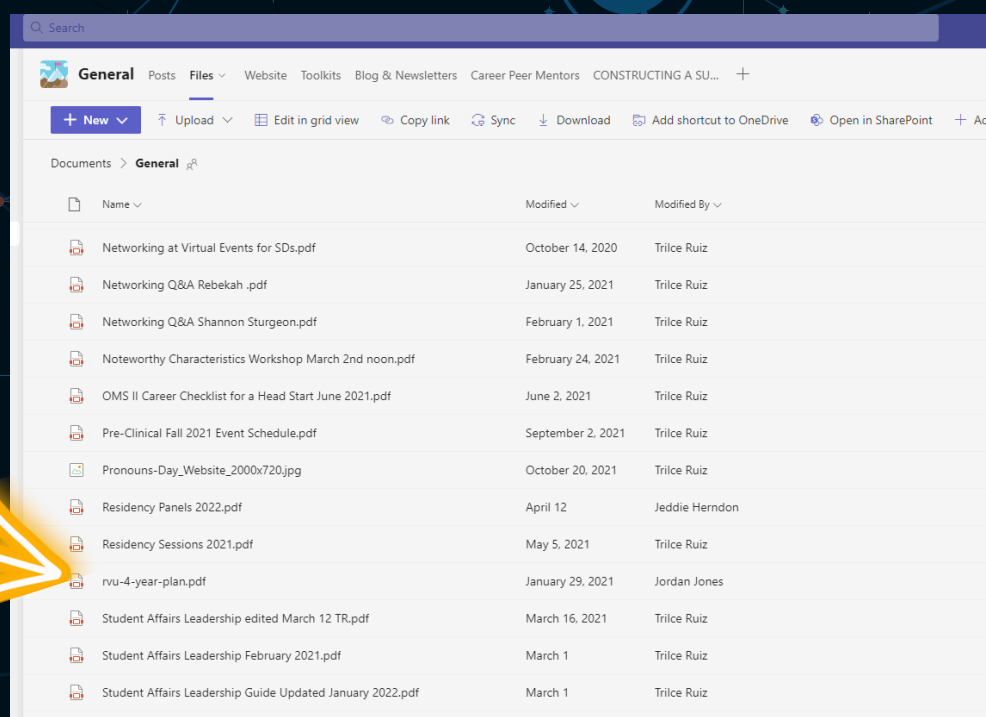 Search
General Posts Files Website Toolkits Blog & Newsletters Career Peer Mentors CONSTRUCTING A SU...
New Upload Edit in grid view Copy link Sync Download Add shortcut to OneDrive Open in SharePoint
Documents > General
Name Modified Modified By
Networking at Virtual Events for SDs.pdf October 14, 2020 Trilce Ruiz
Networking Q&A Rebekah .pdf January 25, 2021 Trilce Ruiz
Networking Q&A Shannon Sturgeon.pdf February 1, 2021 Trilce Ruiz
Noteworthy Characteristics Workshop March 2nd noon.pdf February 24, 2021 Trilce Ruiz
OMS II Career Checklist for a Head Start June 2021.pdf June 2, 2021 Trilce Ruiz
Pre-Clinical Fall 2021 Event Schedule.pdf September 2, 2021 Trilce Ruiz
Pronouns-Day_Website_2000x720.jpg October 20, 2021 Trilce Ruiz
Residency Panels 2022.pdf April 12 Jeddie Herndon
Residency Sessions 2021.pdf May 5, 2021 Trilce Ruiz
rvu-4-year-plan.pdf January 29, 2021 Jordan Jones
Student Affairs Leadership edited March 12 TR.pdf March 16, 2021 Trilce Ruiz
Student Affairs Leadership February 2021.pdf March 1 Trilce Ruiz
Student Affairs Leadership Guide Updated January 2022.pdf March 1 Trilce Ruiz